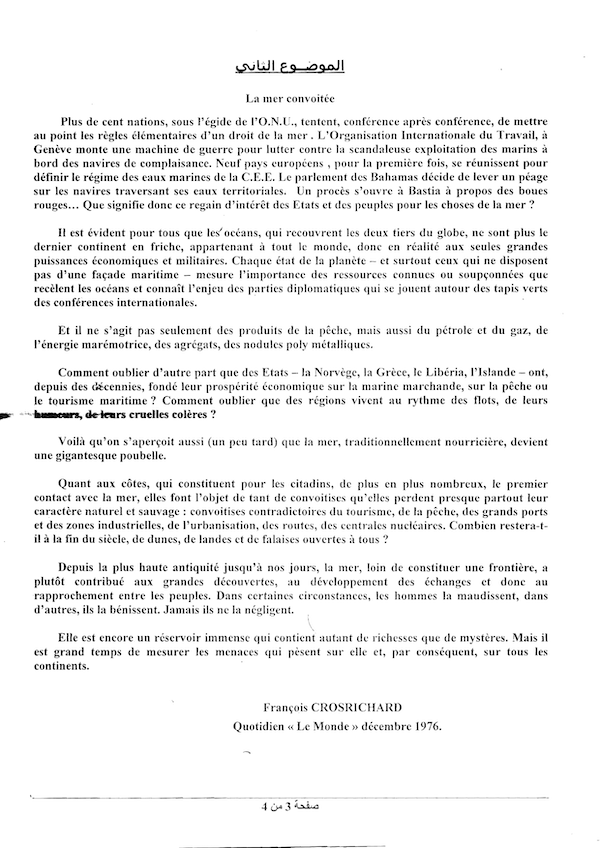 الموضوع الثاني
La mer convoitée
Plus de cent nations, sous l'égide de l'O.N.U., tentent, conférence après conférence, de mettre
au point les règles élémentaires d'un droit de la mer . L'Organisation Internationale du Travail, à
Genève monte une machine de guerre pour lutter contre la scandaleuse exploitation des marins à
bord des navires de complaisance. Neuf pays européens , pour la première fois, se réunissent pour
définir le régime des eaux marines de la C.E.E. Le parlement des Bahamas décide de lever un péage
sur les navires traversant ses eaux territoriales. Un procès s'ouvre à Bastia à propos des boues
rouges... Que signifie donc ce regain d'intérêt des Etats et des peuples pour les choses de la mer ?
Il est évident pour tous que les océans, qui recouvrent les deux tiers du globe, ne sont plus le
dernier continent en friche, appartenant à tout le monde, donc en réalité aux seules grandes
puissances économiques et militaires. Chaque état de la planète – et surtout ceux qui ne disposent
pas d'une façade maritime – mesure l'importance des ressources connues ou soupçonnées que
recèlent les océans et connaît l'enjeu des parties diplomatiques qui se jouent autour des tapis verts
des conférences internationales.
Et il ne s'agit pas seulement des produits de la pêche, mais aussi du pétrole et du gaz, de
l'énergie marémotrice, des agrégats, des nodules poly métalliques.
Comment oublier d'autre part que des Etats – la Norvège, la Grèce, le Libéria, l'Islande – ont,
depuis des décennies, fondé leur prospérité économique sur la marine marchande, sur la pêche ou
le tourisme maritime ? Comment oublier que des régions vivent au rythme des flots, de leurs
humeurs, de leurs cruelles colères ?
Voilà qu'on s'aperçoit aussi (un peu tard) que la mer, traditionnellement nourricière, devient
une gigantesque poubelle.
Quant aux côtes, qui constituent pour les citadins, de plus en plus nombreux, le premier
contact avec la mer, elles font l'objet de tant de convoitises qu'elles perdent presque partout leur
caractère naturel et sauvage : convoitises contradictoires du tourisme, de la pêche, des grands ports
et des zones industrielles, de l'urbanisation, des routes, des centrales nucléaires. Combien restera-t-
il à la fin du siècle, de dunes, de landes et de falaises ouvertes à tous ?
Depuis la plus haute antiquité jusqu'à nos jours, la mer, loin de constituer une frontière, a
plutôt contribué aux grandes découvertes, au développement des échanges et donc au
rapprochement entre les peuples. Dans certaines circonstances, les hommes la maudissent, dans
d'autres, ils la bénissent. Jamais ils ne la négligent.
Elle est encore un réservoir immense qui contient autant de richesses que de mystères. Mais il
est grand temps de mesurer les menaces qui pèsent sur elle et, par conséquent, sur tous les
continents.
François CROSRICHARD
Quotidien « Le Monde » décembre 1976.
صفحة 3 من 4